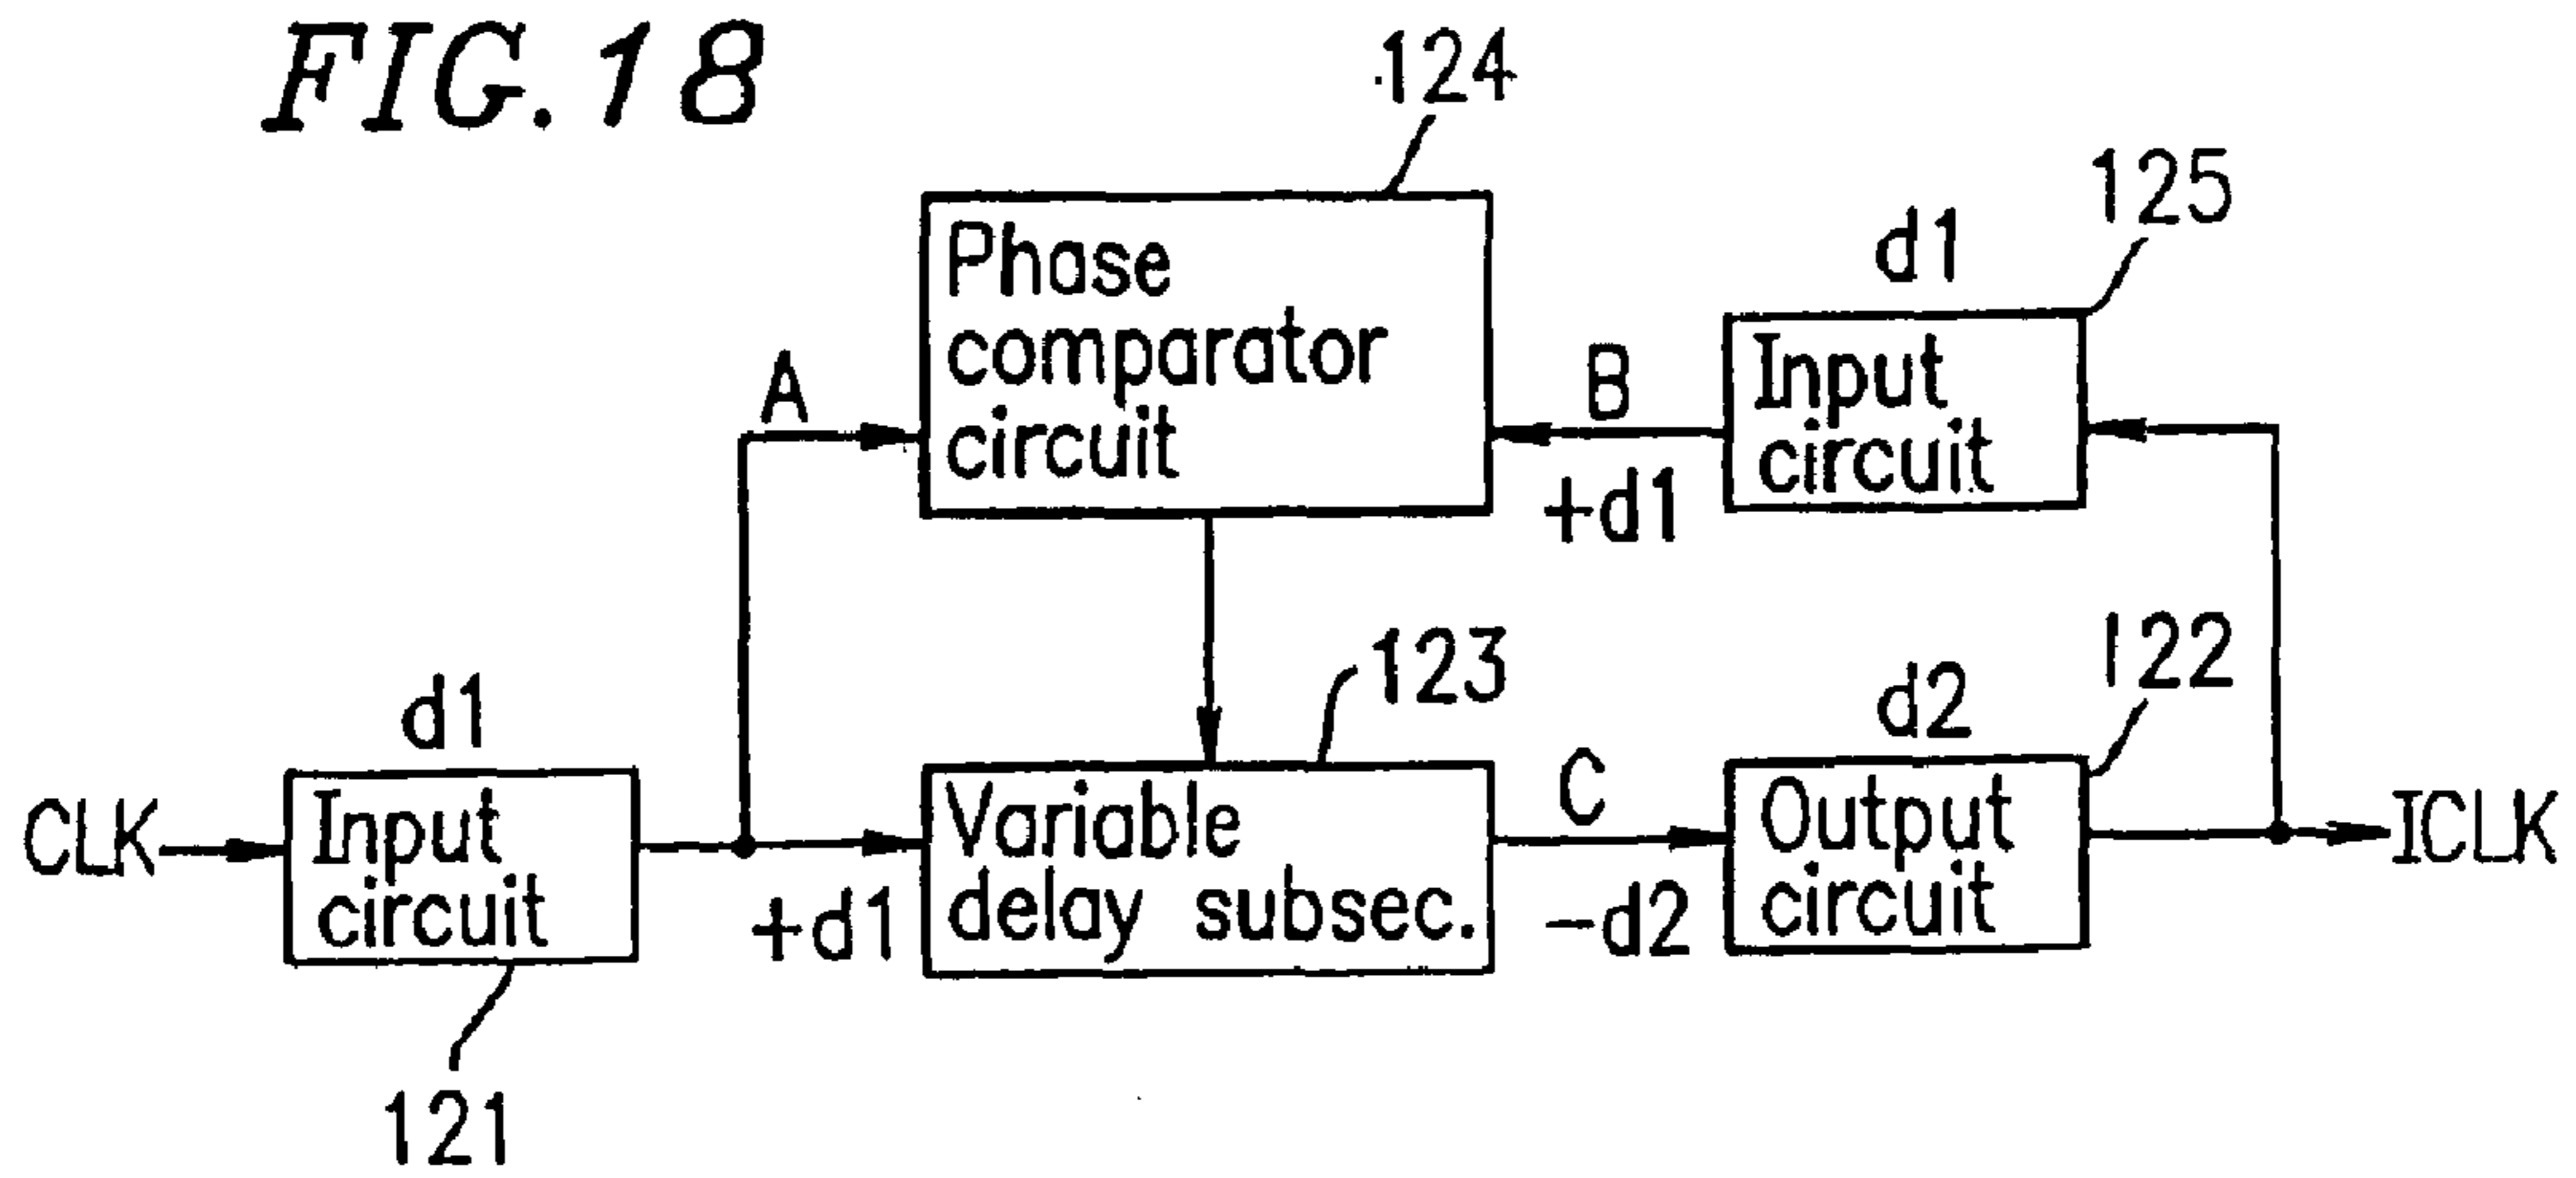 FIG. 18
124
125
d1
Phase
comparator
circuit
A
B
+d1
Input
circuit
123
122
d1
d2
CLK
Input
circuit
+d1
Variable
delay subsec.
C
-d2
Output
circuit
ICLK
121